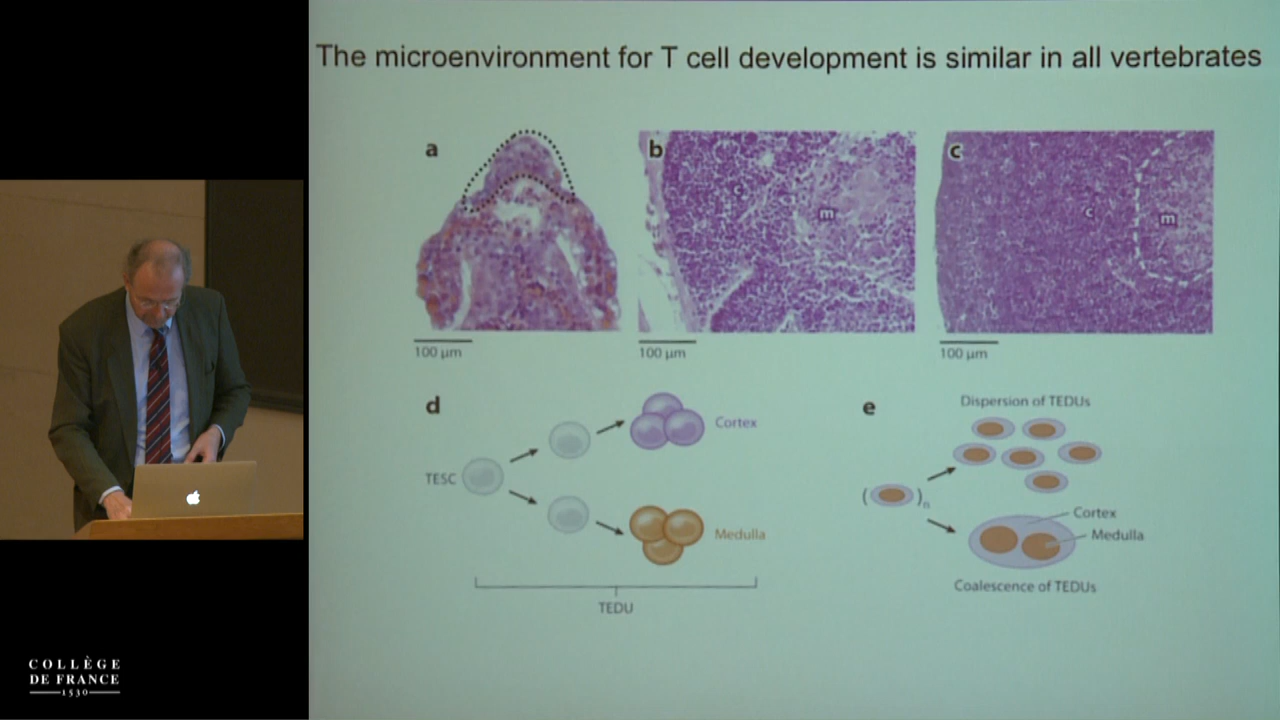 The microenvironment for T cell development is similar in all vertebrates
a
b
c
c
m
c
m
100 µm
100 µm
100 µm
d
Cortex
TESC
Medulla
TEDU
e
Dispersion of TEDUs
( )n
Cortex
Medulla
Coalescence of TEDUs
COLLÈGE
DE FRANCE
1530